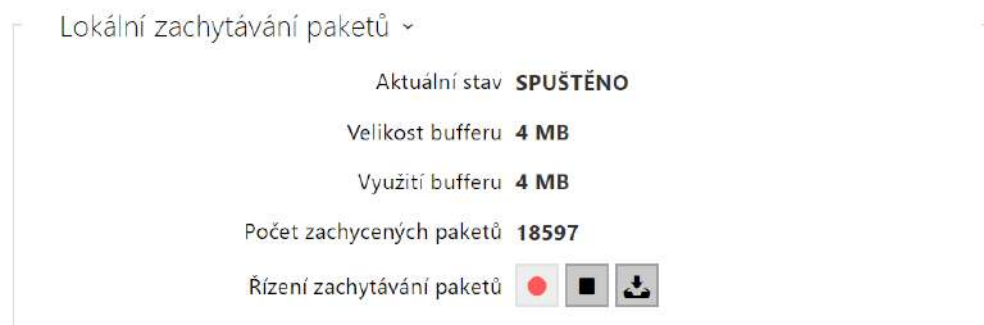 Lokální zachytávání paketů
Aktuální stav SPUŠTĚNO
Velikost bufferu 4 MB
Využití bufferu 4 MB
Počet zachycených paketů 18597
Řízení zachytávání paketů